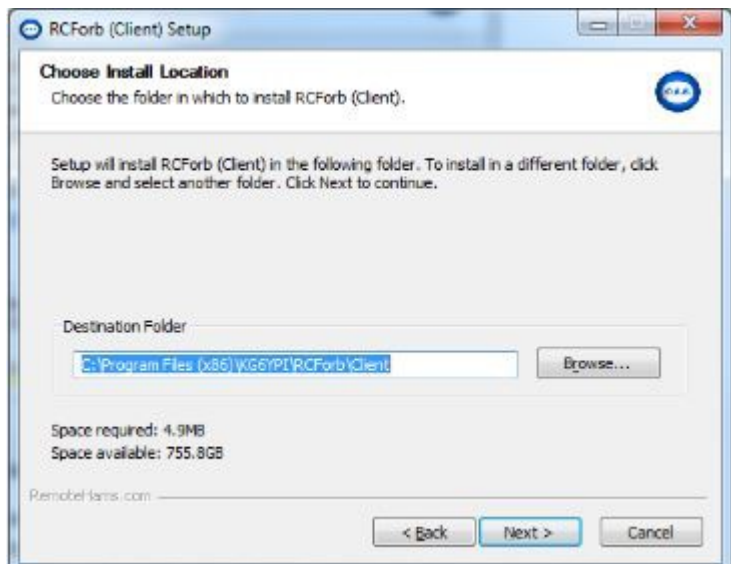 RCForb (Client) Setup
Choose Install Location
Choose the folder in which to install RCForb (Client).
Setup will install RCForb (Client) in the following folder. To install in a different folder, click
Browse and select another folder. Click Next to continue.
Destination Folder
C:\Program Files (x86)\KG6YPI\RCForb\Client
Browse...
Space required: 4.9MB
Space available: 755.8GB
RemoteHams.com
< Back Next > Cancel